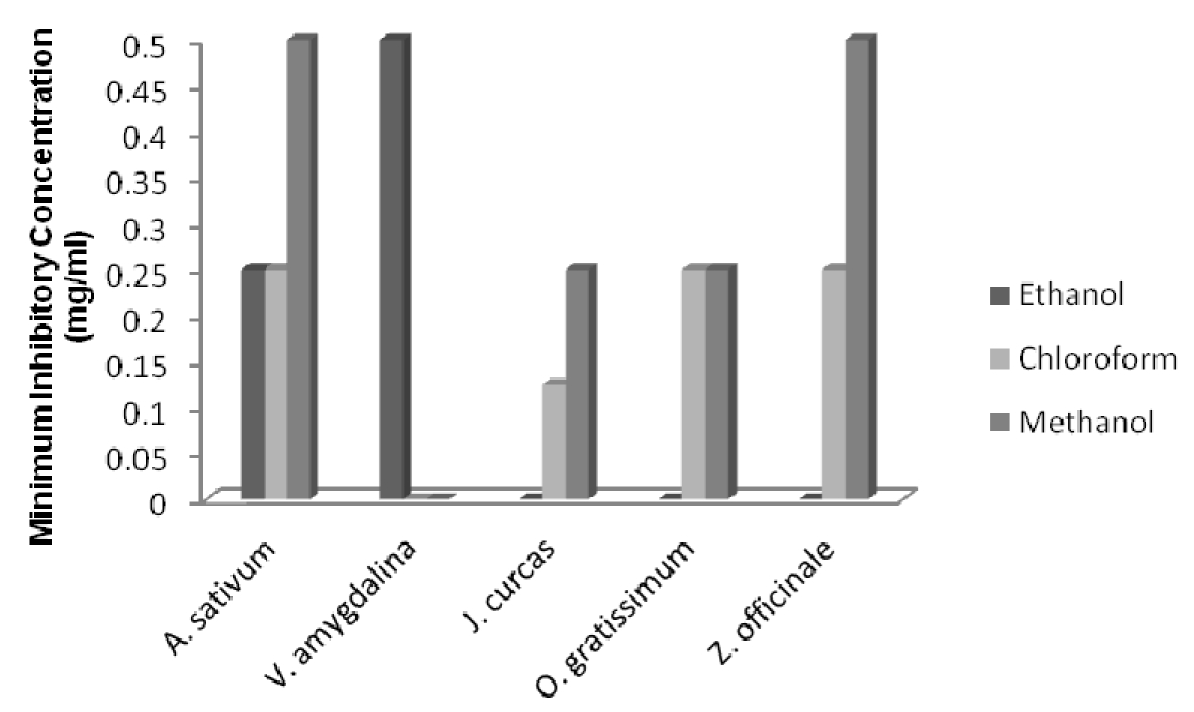 Minimum Inhibitory Concentration
(mg/ml)
0.5
0.45
0.4
0.35
0.3
0.25
0.2
0.15
0.1
0.05
0
A. sativum
V. amygdalina
J. curcas
O. gratissimum
Z. officinale
Ethanol
Chloroform
Methanol